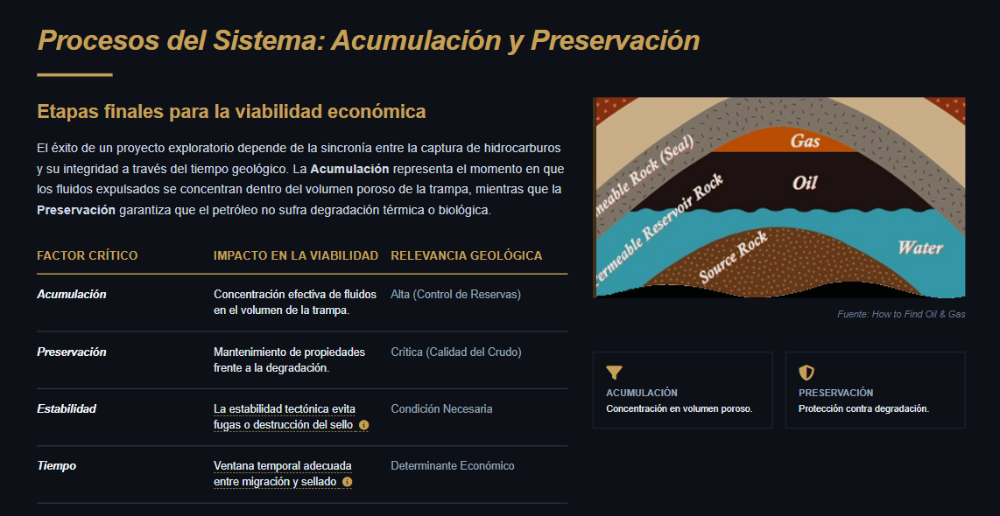 Procesos del Sistema: Acumulación y Preservación
Etapas finales para la viabilidad económica
El éxito de un proyecto exploratorio depende de la sincronía entre la captura de hidrocarburos
y su integridad a través del tiempo geológico. La Acumulación representa el momento en que
los fluidos expulsados se concentran dentro del volumen poroso de la trampa, mientras que la
Preservación garantiza que el petróleo no sufra degradación térmica o biológica.
FACTOR CRÍTICO IMPACTO EN LA VIABILIDAD RELEVANCIA GEOLÓGICA
Acumulación
Concentración efectiva de fluidos
en el volumen de la trampa.
Alta (Control de Reservas)
Preservación
Mantenimiento de propiedades
frente a la degradación.
Crítica (Calidad del Crudo)
Estabilidad
La estabilidad tectónica evita
fugas o destrucción del sello
Condición Necesaria
Tiempo
Ventana temporal adecuada
entre migración y sellado
Determinante Económico
Gas
Oil
Water
meable Rock (Seal)
Permeable Reservoir Rock
Source Rock
Fuente: How to Find Oil & Gas
ACUMULACIÓN
Concentración en volumen poroso.
PRESERVACIÓN
Protección contra degradación.